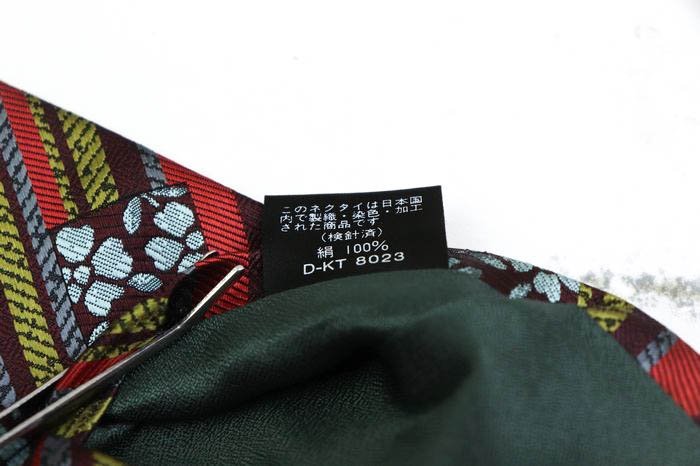 このネクタイは日本国
内で製織・染色・加工
された商品です
(検針済)
絹 100%
D-KT 8023